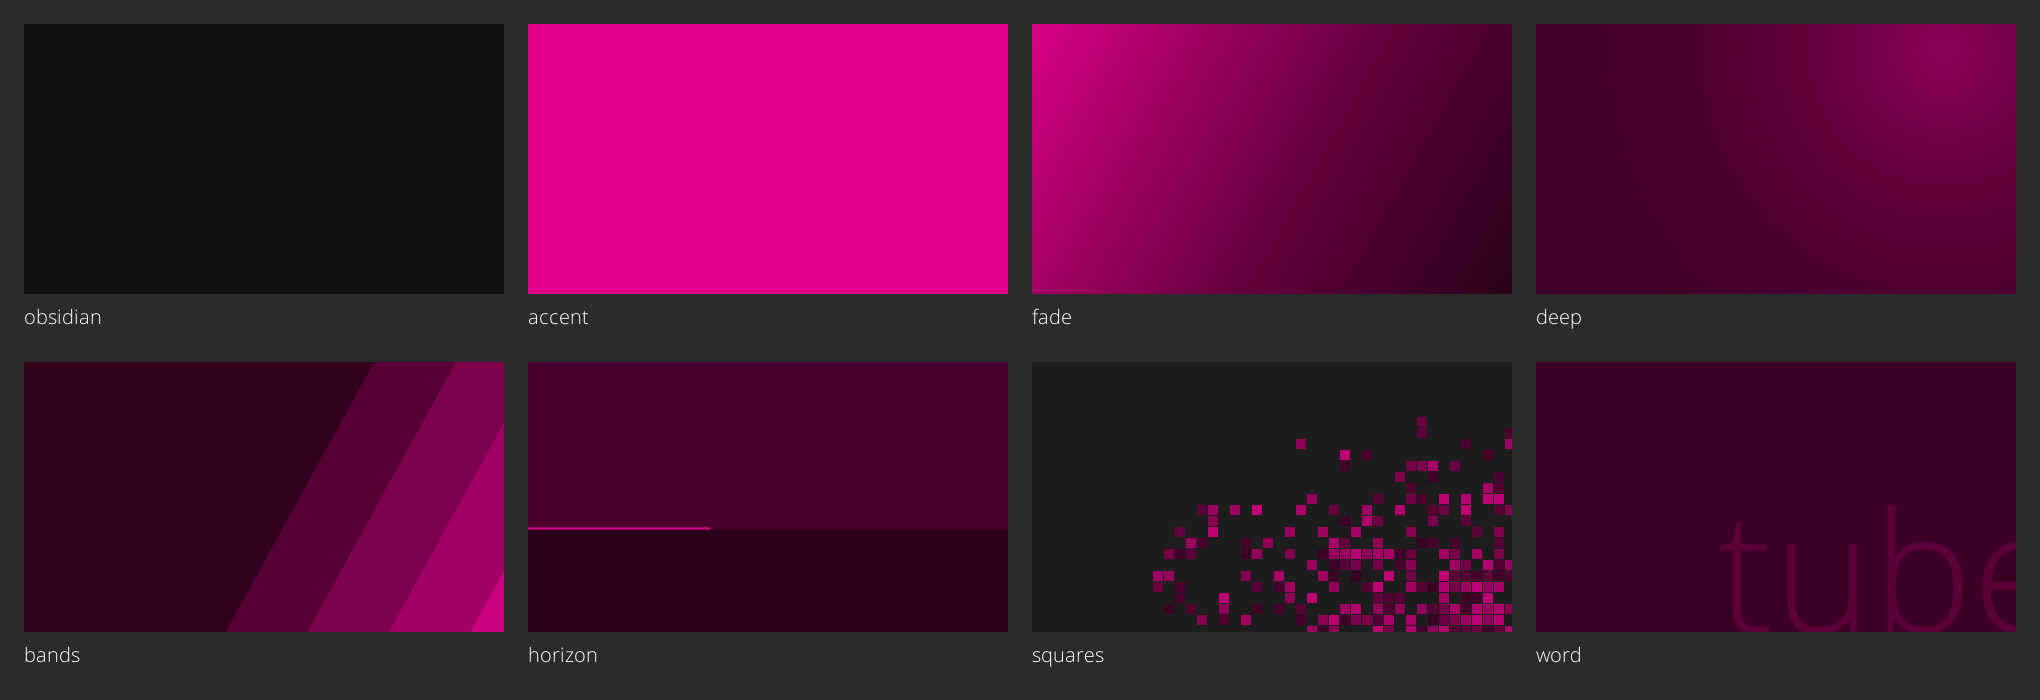 obsidian
accent
fade
deep
bands
horizon
squares
tube
word